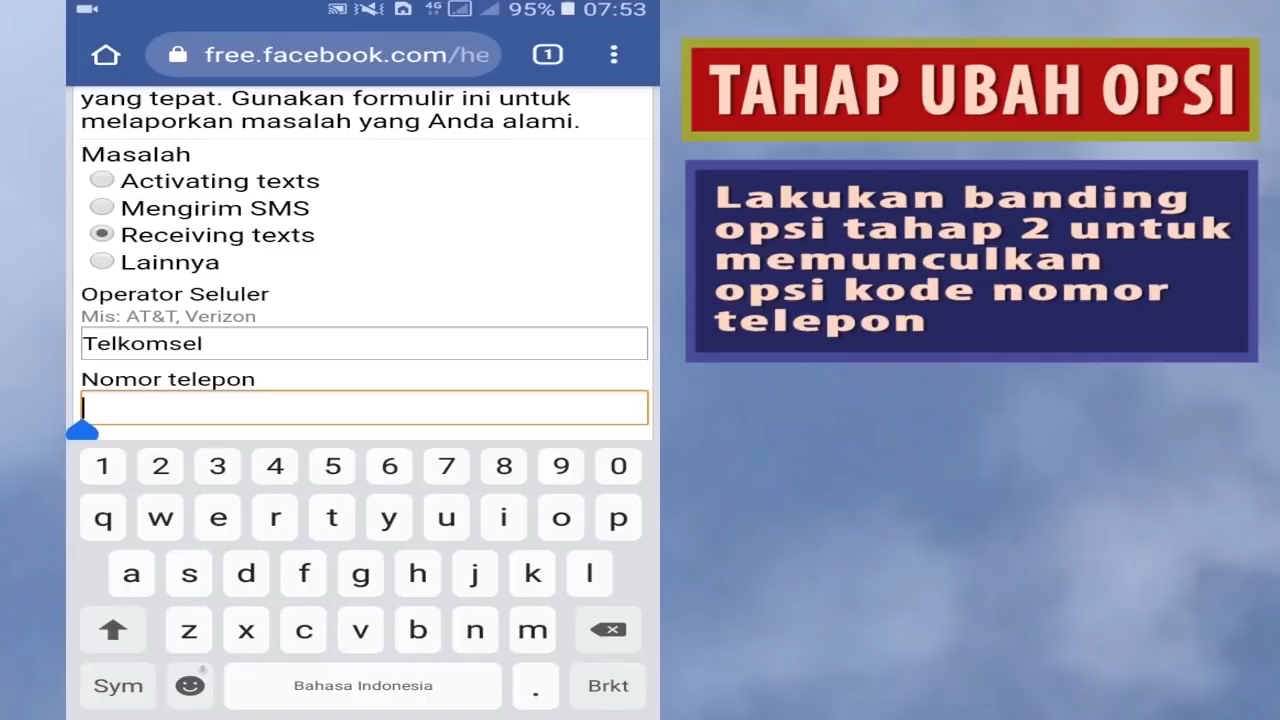 4G 95% 07:53
free.facebook.com/he
1
yang tepat. Gunakan formulir ini untuk
melaporkan masalah yang Anda alami.
Masalah
Activating texts
Mengirim SMS
Receiving texts
Lainnya
Operator Seluler
Mis: AT&T, Verizon
Telkomsel
Nomor telepon
1 2 3 4 5 6 7 8 9 0
q w e r t y u i o p
a s d f g h j k l
z x c v b n m
Sym Bahasa Indonesia . Brkt
TAHAP UBAH OPSI
Lakukan banding
opsi tahap 2 untuk
memunculkan
opsi kode nomor
telepon